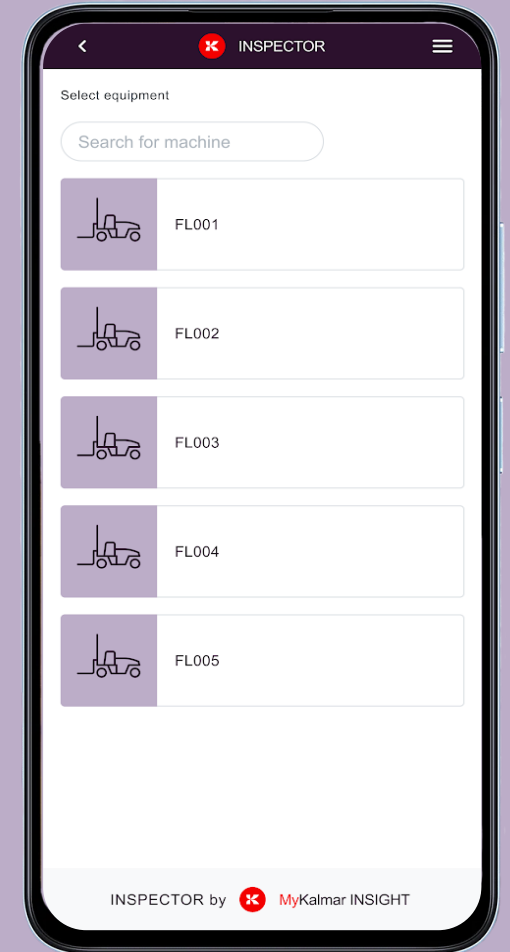 INSPECTOR
Select equipment
Search for machine
FL001
FL002
FL003
FL004
FL005
INSPECTOR by MyKalmar INSIGHT